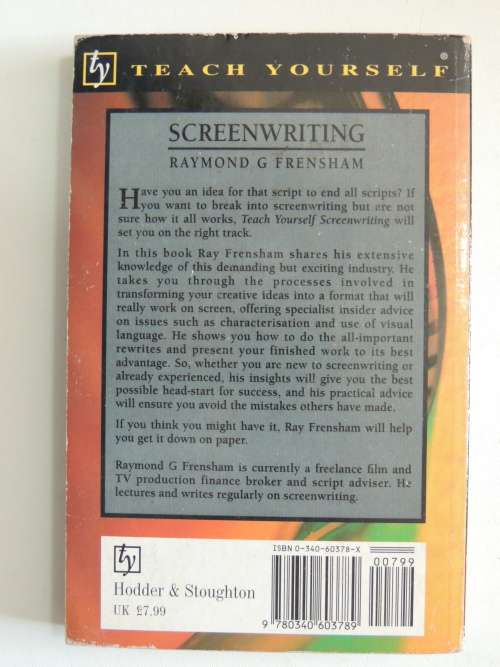 ty TEACH YOURSELF®
SCREENWRITING
RAYMOND G FRENSHAM
Have you an idea for that script to end all scripts? If
you want to break into screenwriting but are not
sure how it all works, Teach Yourself Screenwriting will
set you on the right track.
In this book Ray Frensham shares his extensive
knowledge of this demanding but exciting industry. He
takes you through the processes involved in
transforming your creative ideas into a format that will
really work on screen, offering specialist insider advice
on issues such as characterisation and use of visual
language. He shows you how to do the all-important
rewrites and present your finished work to its best
advantage. So, whether you are new to screenwriting or
already experienced, his insights will give you the best
possible head-start for success, and his practical advice
will ensure you avoid the mistakes others have made.
If you think you might have it, Ray Frensham will help
you get it down on paper.
Raymond G Frensham is currently a freelance film and
TV production finance broker and script adviser. He
lectures and writes regularly on screenwriting.
ty
Hodder & Stoughton
UK £7.99
ISBN 0-340-60378-X
00799
9 780340 603789